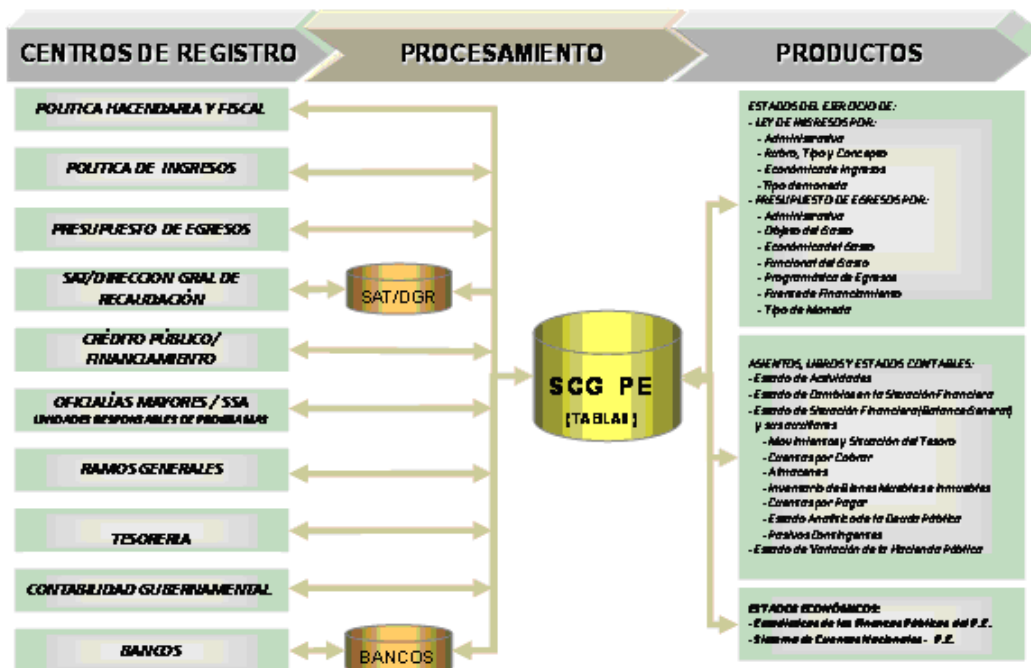 CENTROS DE REGISTRO
PROCESAMIENTO
PRODUCTOS
POLITICA HACENDARIA Y FISCAL
POLITICA DE INGRESOS
PRESUPUESTO DE EGRESOS
SAT/DIRECCION GRAL DE
RECAUDACIÓN
CRÉDITO PÚBLICO/
FINANCIAMIENTO
OFICIALÍAS MAYORES / SSA
UNIDADES RESPONSABLES DE PROGRAMAS
RAMOS GENERALES
TESORERIA
CONTABILIDAD GUBERNAMENTAL
BANCOS
SAT/DGR
BANCOS
SCG PE
[TABLAS]
ESTADOS DEL EJERCICIO DE:
- LEY DE INGRESOS POR:
- Administrativa
- Rubro, Tipo y Concepto
- Económica de Ingresos
- Tipo de moneda
- PRESUPUESTO DE EGRESOS POR:
- Administrativa
- Objeto del Gasto
- Económica del Gasto
- Funcional del Gasto
- Programática de Egresos
- Fuente de Financiamiento
- Tipo de Moneda
ASIENTOS, LIBROS Y ESTADOS CONTABLES:
- Estado de Actividades
- Estado de Cambios en la Situación Financiera
- Estado de Situación Financiera (Balance General)
y sus auxiliares
- Movimientos y Situación del Tesoro
- Cuentas por Cobrar
- Almacenes
- Inventario de Bienes Muebles e Inmuebles
- Cuentas por Pagar
- Estado Analítico de la Deuda Pública
- Pasivos Contingentes
- Estado de Variación de la Hacienda Pública
ESTADOS ECONÓMICOS:
- Estadísticas de las Finanzas Públicas del P.E.
- Sistema de Cuentas Nacionales - P.E.